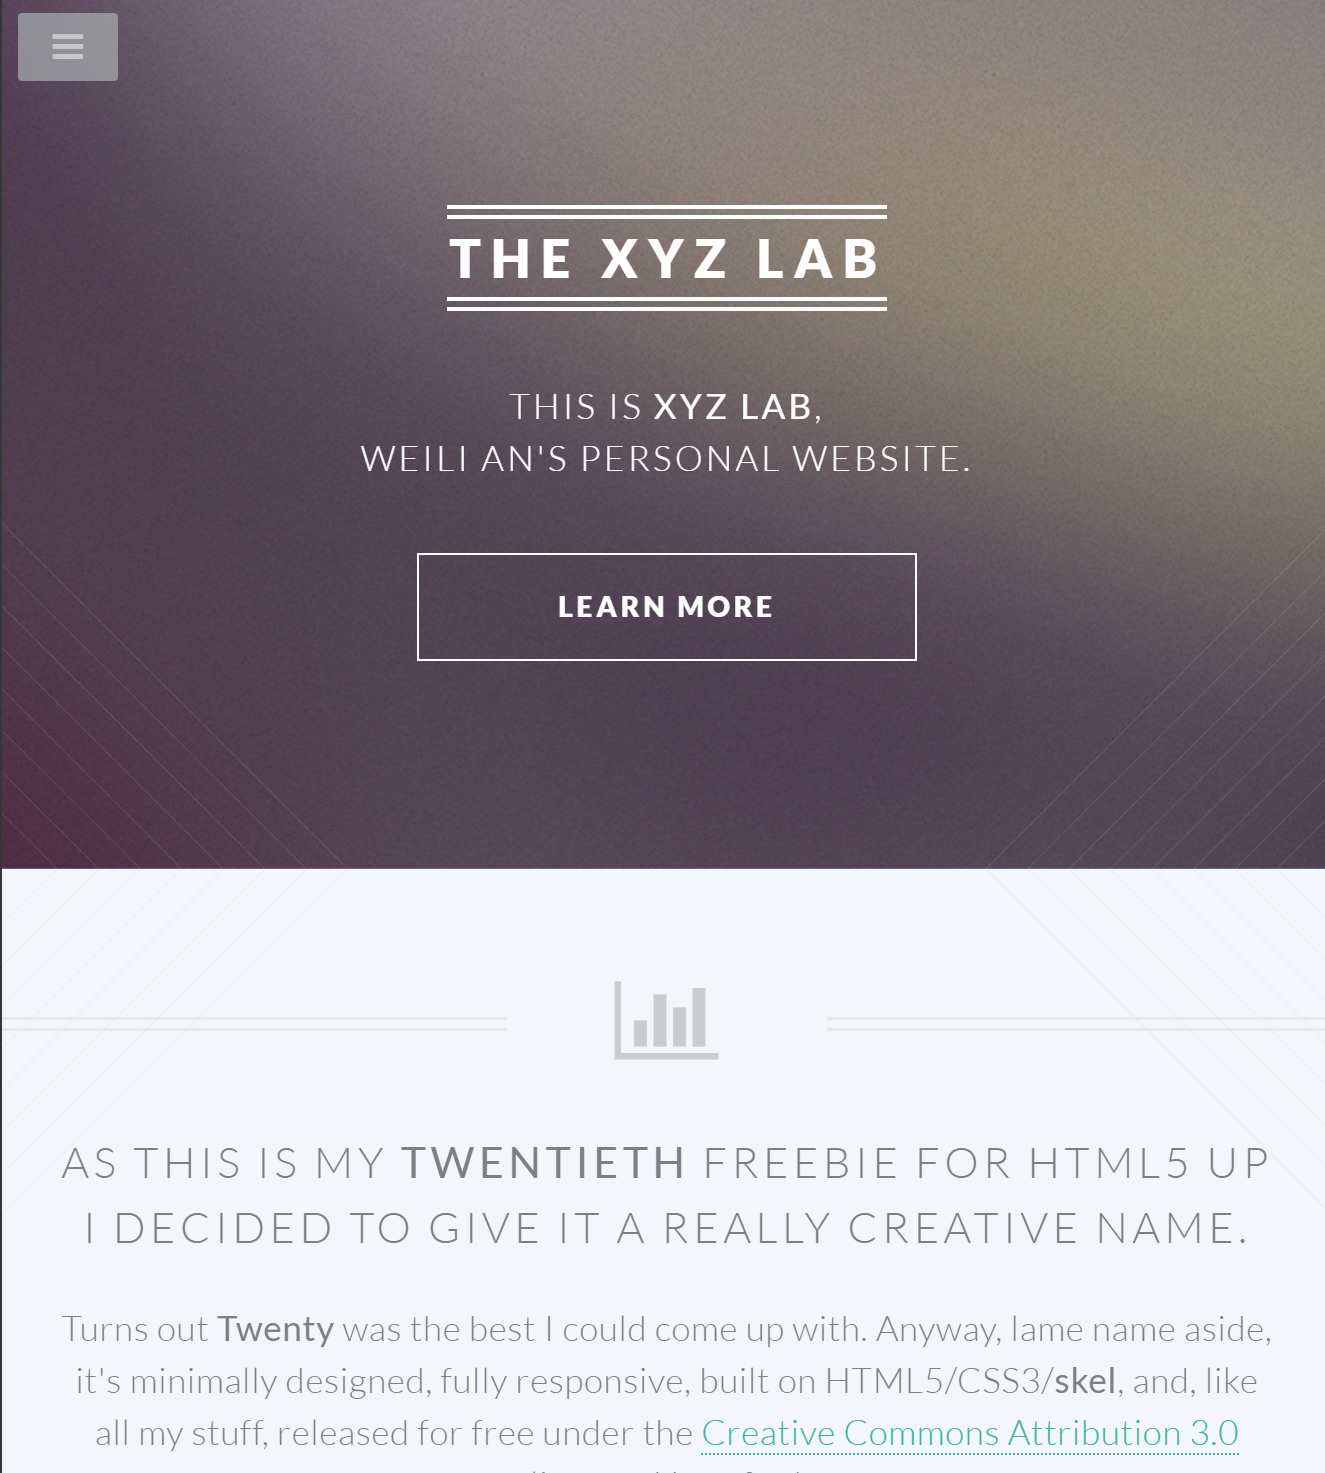 THE XYZ LAB
THIS IS XYZ LAB,
WEILI AN'S PERSONAL WEBSITE.
LEARN MORE
AS THIS IS MY TWENTIETH FREEBIE FOR HTML5 UP
I DECIDED TO GIVE IT A REALLY CREATIVE NAME.
Turns out Twenty was the best I could come up with. Anyway, lame name aside,
it's minimally designed, fully responsive, built on HTML5/CSS3/skel, and, like
all my stuff, released for free under the Creative Commons Attribution 3.0